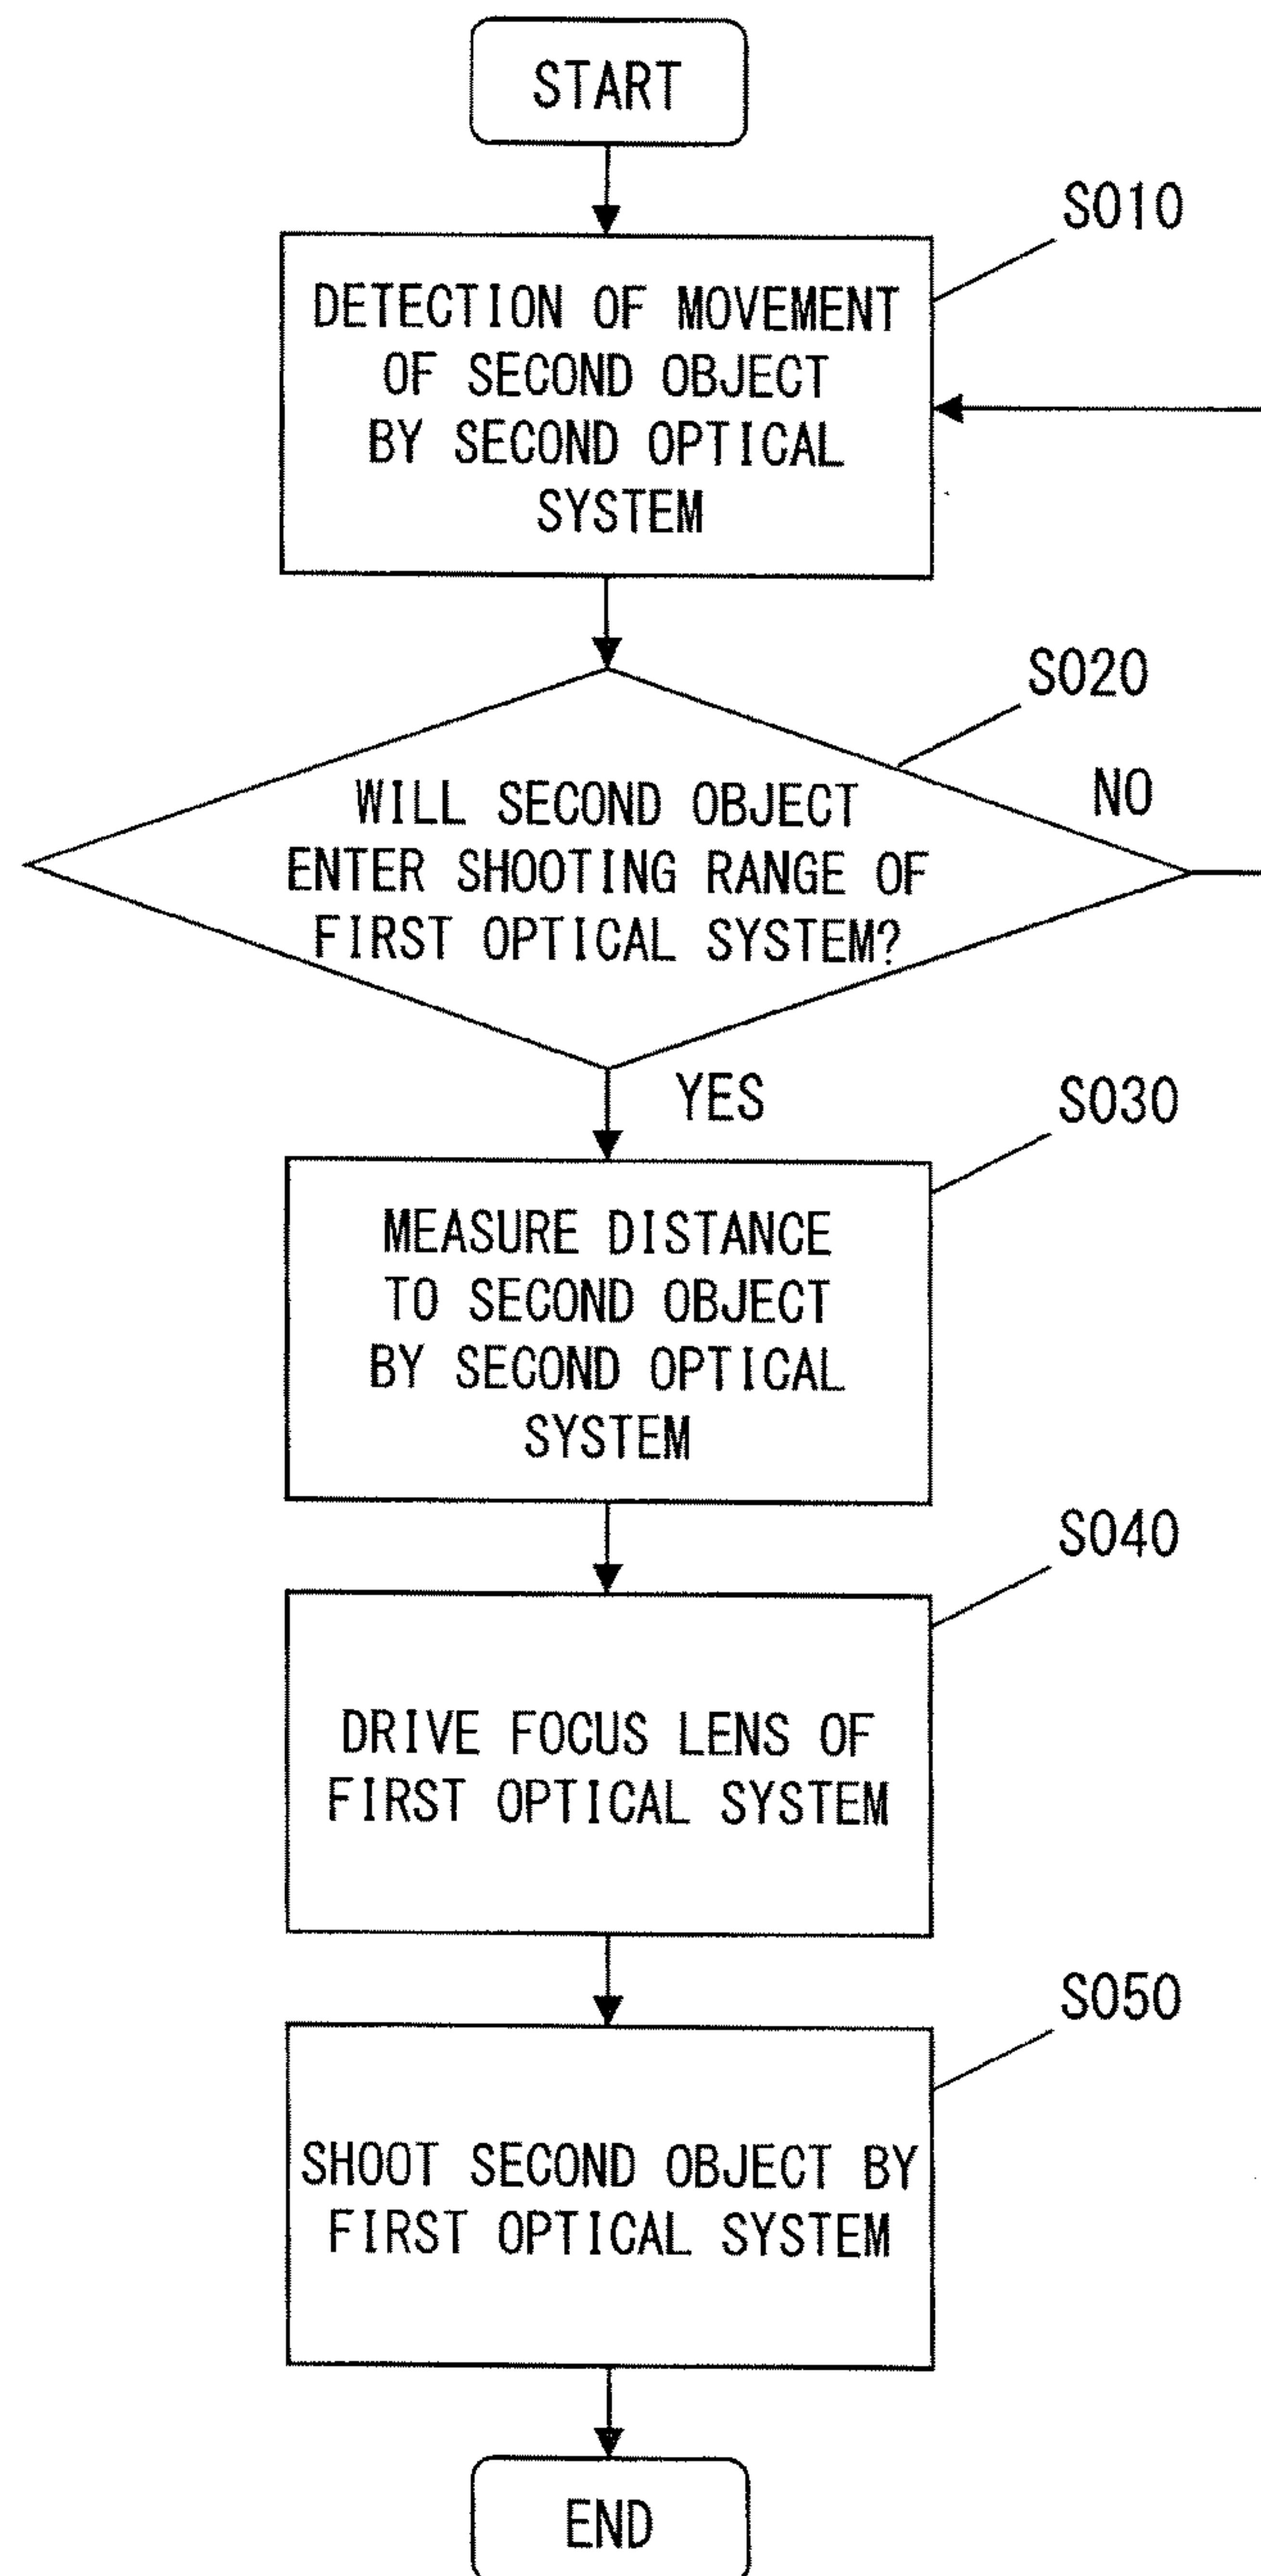 START
S010
DETECTION OF MOVEMENT
OF SECOND OBJECT
BY SECOND OPTICAL
SYSTEM
S020
NO
WILL SECOND OBJECT
ENTER SHOOTING RANGE OF
FIRST OPTICAL SYSTEM?
YES
S030
MEASURE DISTANCE
TO SECOND OBJECT
BY SECOND OPTICAL
SYSTEM
S040
DRIVE FOCUS LENS OF
FIRST OPTICAL SYSTEM
S050
SHOOT SECOND OBJECT BY
FIRST OPTICAL SYSTEM
END